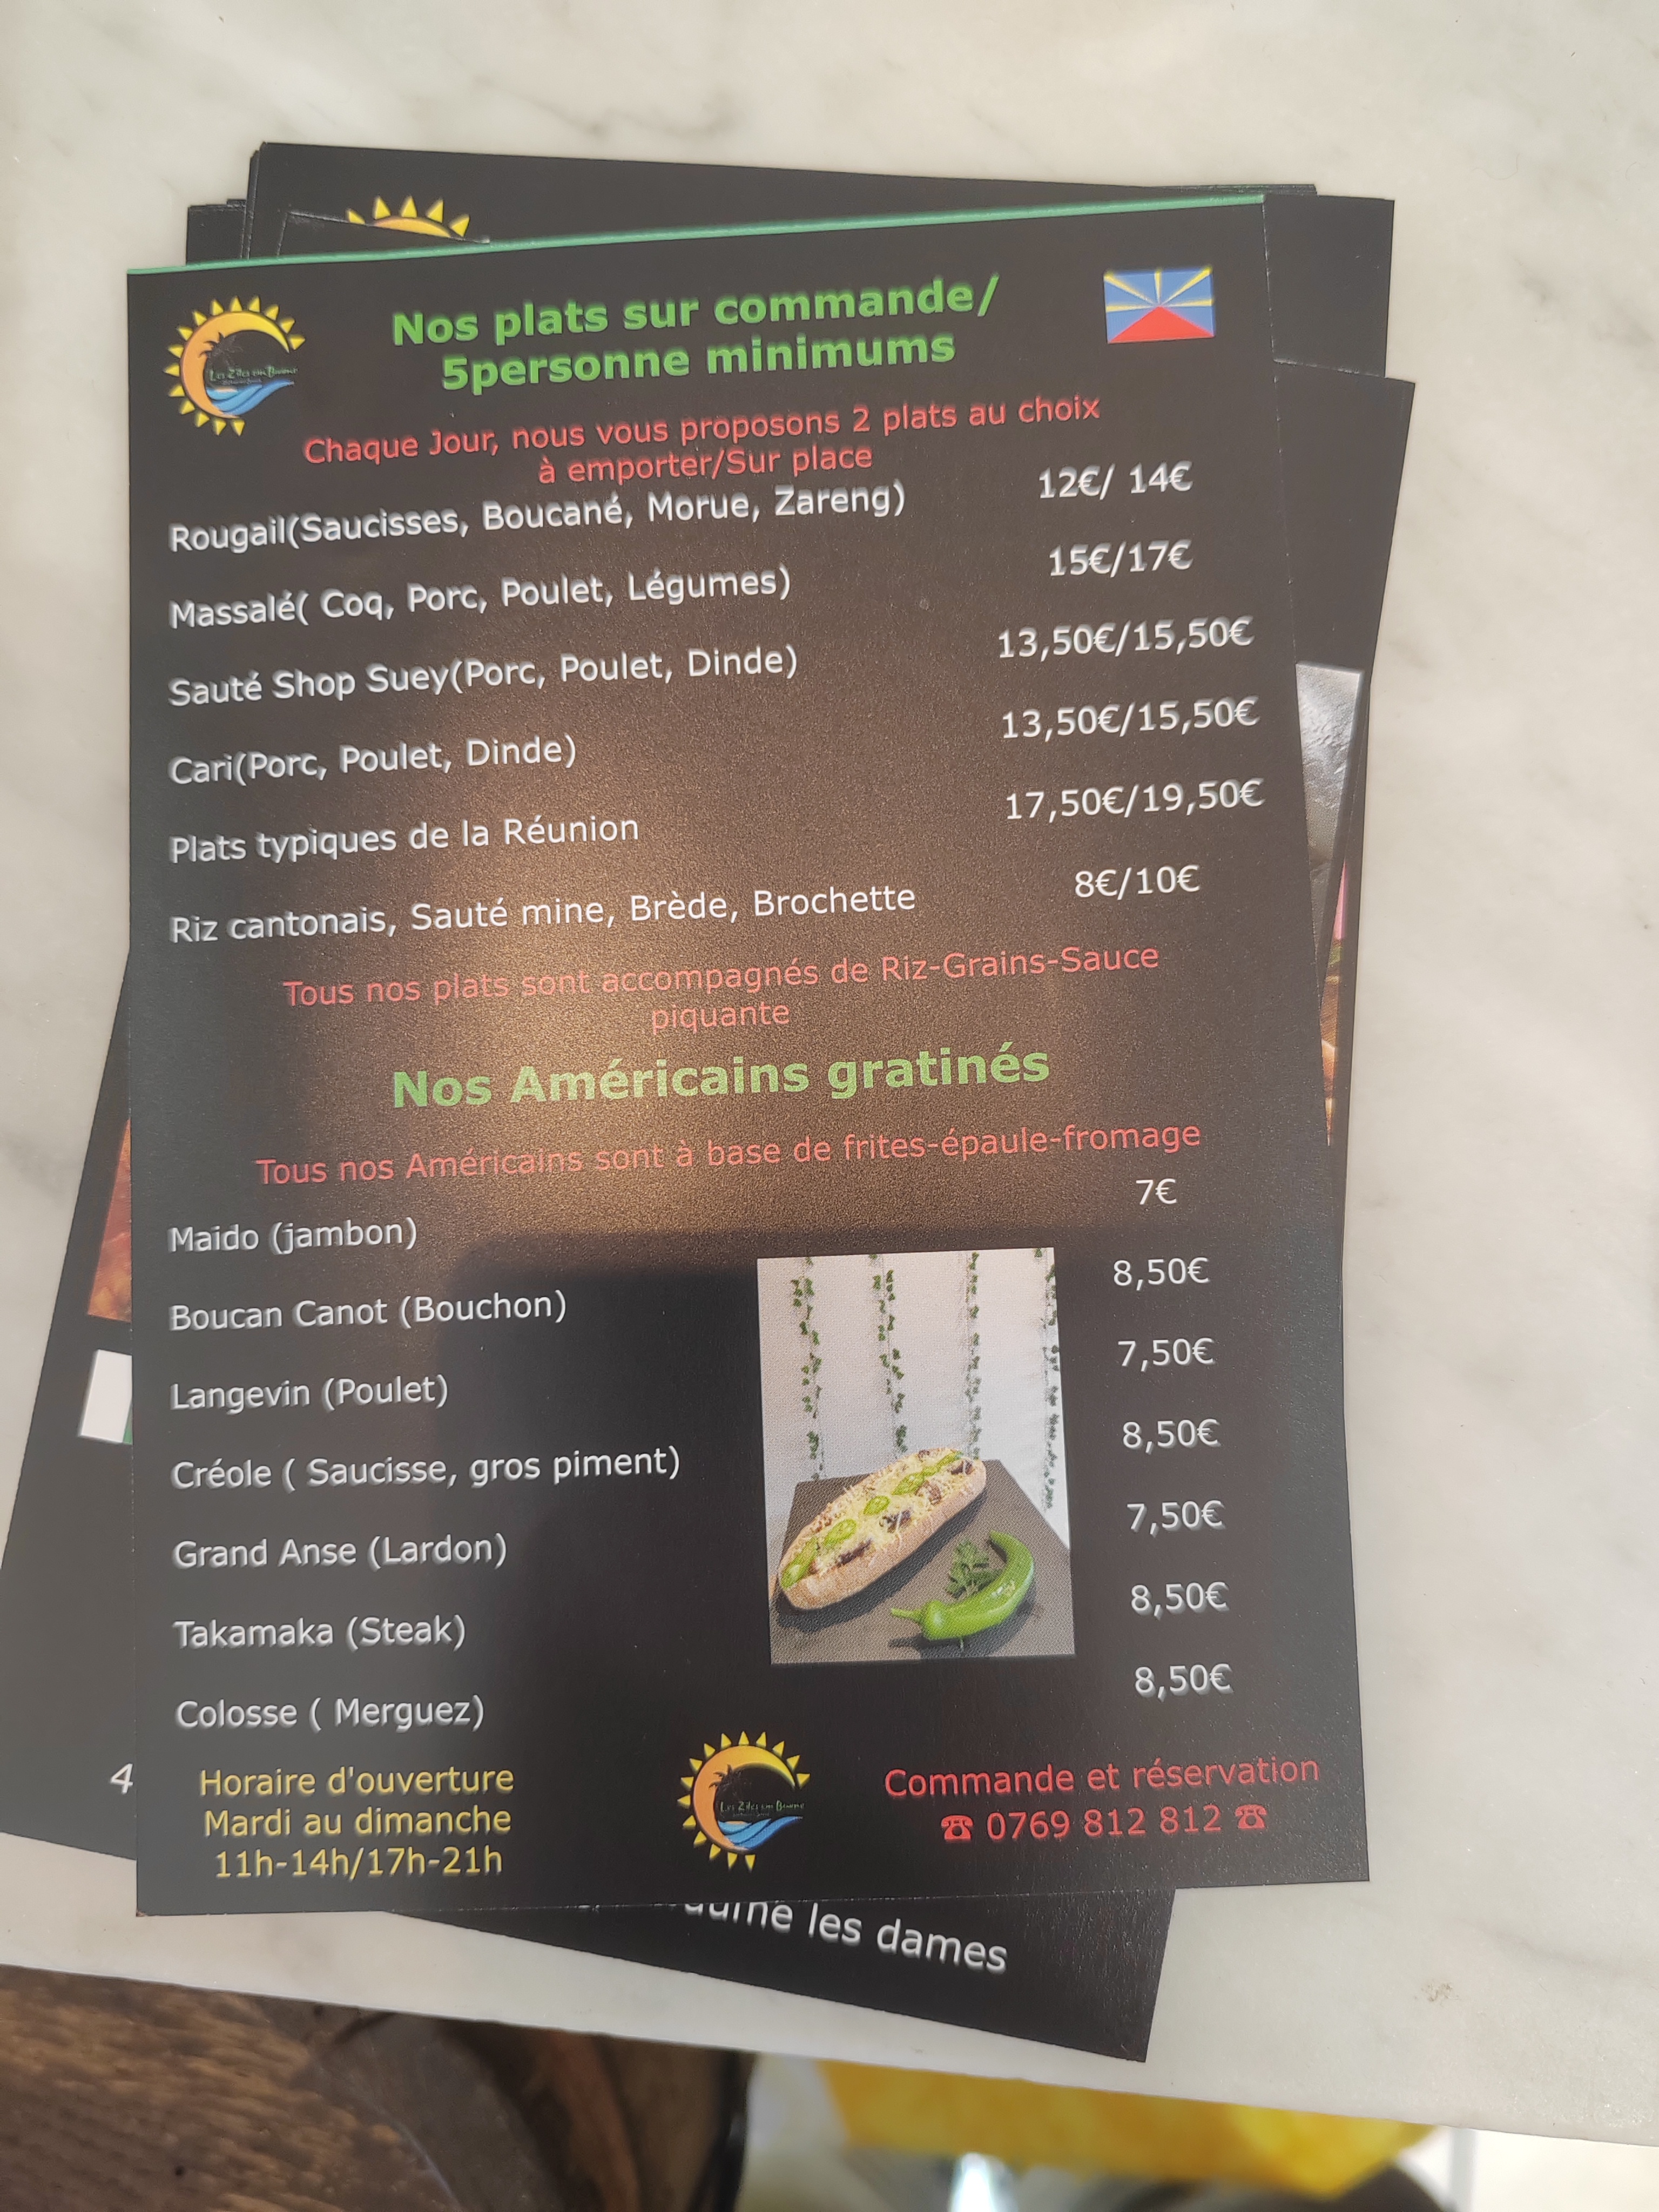 Nos plats sur commande/
5personne minimums
Chaque Jour, nous vous proposons 2 plats au choix
à emporter/Sur place
Rougail(Saucisses, Boucané, Morue, Zareng) 12€/ 14€
Massalé( Coq, Porc, Poulet, Légumes) 15€/17€
Sauté Shop Suey(Porc, Poulet, Dinde) 13,50€/15,50€
Cari(Porc, Poulet, Dinde) 13,50€/15,50€
Plats typiques de la Réunion 17,50€/19,50€
Riz cantonais, Sauté mine, Brède, Brochette 8€/10€
Tous nos plats sont accompagnés de Riz-Grains-Sauce
piquante
Nos Américains gratinés
Tous nos Américains sont à base de frites-épaule-fromage
Maido (jambon) 7€
Boucan Canot (Bouchon) 8,50€
Langevin (Poulet) 7,50€
Créole ( Saucisse, gros piment) 8,50€
Grand Anse (Lardon) 7,50€
Takamaka (Steak) 8,50€
Colosse ( Merguez) 8,50€
Horaire d'ouverture
Mardi au dimanche
11h-14h/17h-21h
Commande et réservation
☎ 0769 812 812 ☎
4
les dames